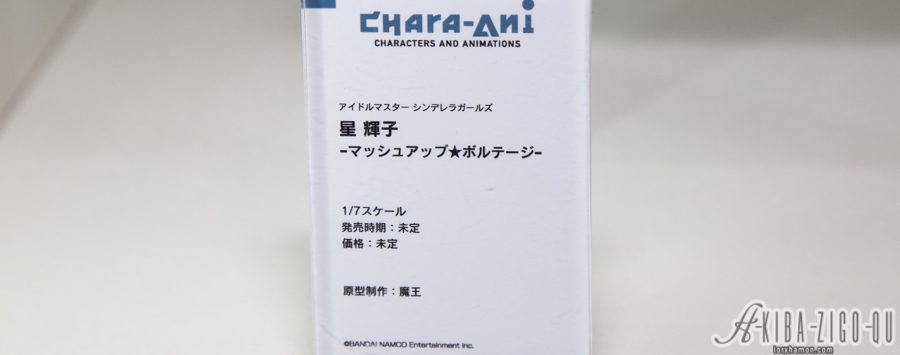 CHara-Ani
CHARACTERS AND ANIMATIONS
アイドルマスター シンデレラガールズ
星 輝子
-マッシュアップ★ボルテージ-
1/7スケール
発売時期：未定
価格：未定
原型制作：魔王
©BANDAI NAMCO Entertainment Inc.
AKIBA-ZIGO-QU
loryhamon.com